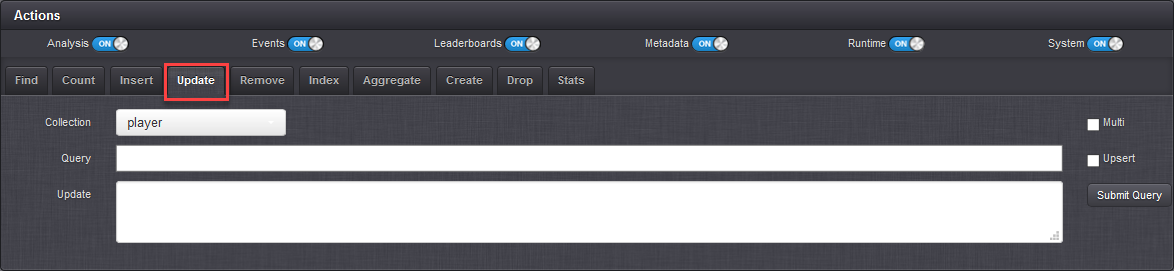 Actions
Analysis ON Events ON Leaderboards ON Metadata ON Runtime ON System ON
Find Count Insert Update Remove Index Aggregate Create Drop Stats
Collection player Multi
Query Upsert
Update Submit Query